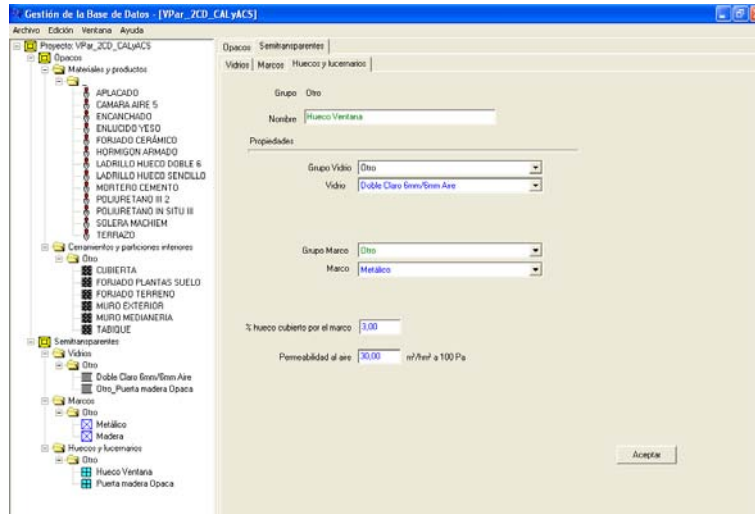 Gestión de la Base de Datos - [VPar_2CD_CALyACS]
Archivo Edición Ventana Ayuda
Proyecto: VPar_2CD_CALyACS
Opacos
Materiales y productos
_
APLACADO
CAMARA AIRE 5
ENCANCHADO
ENLUCIDO YESO
FORJADO CERÁMICO
HORMIGON ARMADO
LADRILLO HUECO DOBLE 6
LADRILLO HUECO SENCILLO
MORTERO CEMENTO
POLIURETANO III 2
POLIURETANO IN SITU III
SOLERA MACHIEM
TERRAZO
Cerramientos y particiones interiores
Otro
CUBIERTA
FORJADO PLANTAS SUELO
FORJADO TERRENO
MURO EXTERIOR
MURO MEDIANERIA
TABIQUE
Semitransparentes
Vidrios
Otro
Doble Claro 6mm/6mm Aire
Otro_Puerta madera Opaca
Marcos
Otro
Metálico
Madera
Huecos y lucernarios
Otro
Hueco Ventana
Puerta madera Opaca
Opacos Semitransparentes
Vidrios Marcos Huecos y lucernarios
Grupo Otro
Nombre Hueco Ventana
Propiedades
Grupo Vidrio Otro
Vidrio Doble Claro 6mm/6mm Aire
Grupo Marco Otro
Marco Metálico
% hueco cubierto por el marco 3,00
Permeabilidad al aire 30,00 m³/hm² a 100 Pa
Aceptar